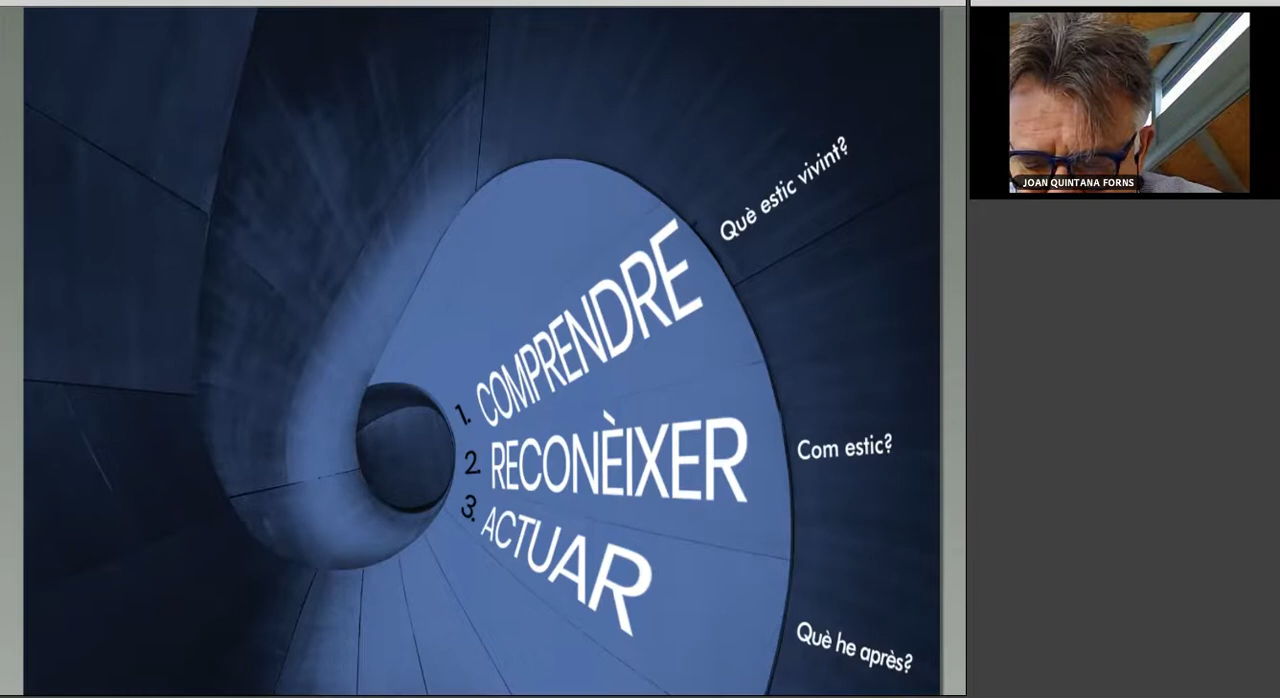 Què estic vivint?
1. COMPRENDRE
2. RECONÈIXER
Com estic?
3. ACTUAR
Què he après?
JOAN QUINTANA FORNS